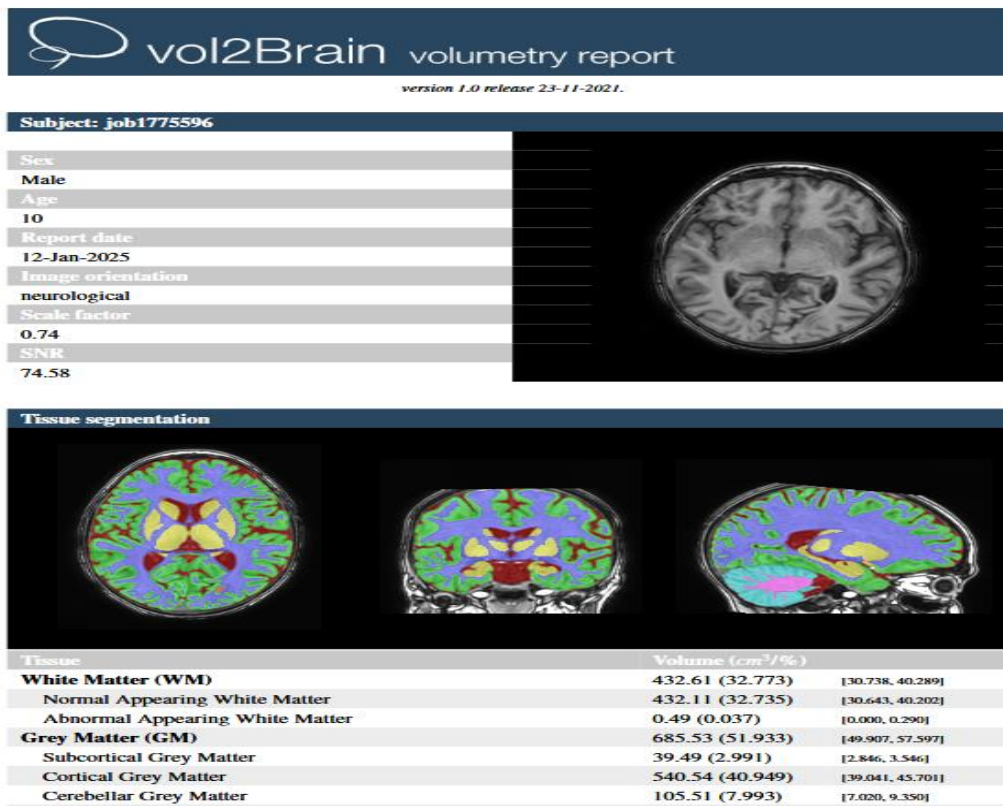 vol2Brain volumetry report
version 1.0 release 23-11-2021.
Subject: job1775596
Sex
Male
Age
10
Report date
12-Jan-2025
Image orientation
neurological
Scale factor
0.74
SNR
74.58
Tissue segmentation
Tissue Volume (cm³/%)
White Matter (WM) 432.61 (32.773) [30.738, 40.289]
Normal Appearing White Matter 432.11 (32.735) [30.643, 40.202]
Abnormal Appearing White Matter 0.49 (0.037) [0.000, 0.290]
Grey Matter (GM) 685.53 (51.933) [49.907, 57.597]
Subcortical Grey Matter 39.49 (2.991) [2.846, 3.546]
Cortical Grey Matter 540.54 (40.949) [39.041, 45.701]
Cerebellar Grey Matter 105.51 (7.993) [7.020, 9.350]